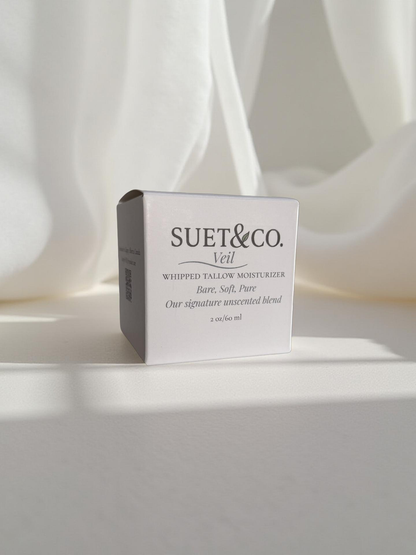 SUET&CO.
Veil
WHIPPED TALLOW MOISTURIZER
Bare, Soft, Pure
Our signature unscented blend
2 oz/60 ml